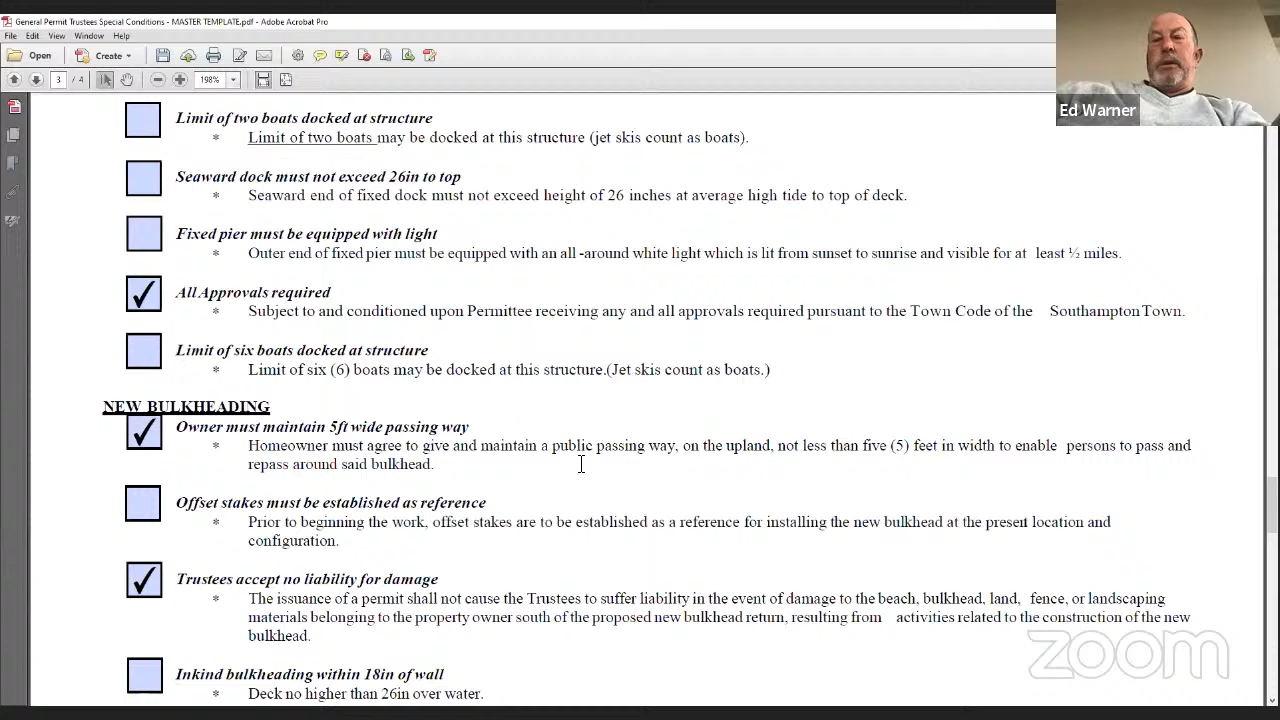 General Permit Trustees Special Conditions - MASTER TEMPLATE.pdf - Adobe Acrobat Pro
File Edit View Window Help
Open Create
3 / 4 198%
Ed Warner
Limit of two boats docked at structure
* Limit of two boats may be docked at this structure (jet skis count as boats).
Seaward dock must not exceed 26in to top
* Seaward end of fixed dock must not exceed height of 26 inches at average high tide to top of deck.
Fixed pier must be equipped with light
* Outer end of fixed pier must be equipped with an all -around white light which is lit from sunset to sunrise and visible for at least ½ miles.
All Approvals required
* Subject to and conditioned upon Permittee receiving any and all approvals required pursuant to the Town Code of the Southampton Town.
Limit of six boats docked at structure
* Limit of six (6) boats may be docked at this structure.(Jet skis count as boats.)
NEW BULKHEADING
Owner must maintain 5ft wide passing way
* Homeowner must agree to give and maintain a public passing way, on the upland, not less than five (5) feet in width to enable persons to pass and
repass around said bulkhead.
Offset stakes must be established as reference
* Prior to beginning the work, offset stakes are to be established as a reference for installing the new bulkhead at the present location and
configuration.
Trustees accept no liability for damage
* The issuance of a permit shall not cause the Trustees to suffer liability in the event of damage to the beach, bulkhead, land, fence, or landscaping
materials belonging to the property owner south of the proposed new bulkhead return, resulting from activities related to the construction of the new
bulkhead.
Inkind bulkheading within 18in of wall
* Deck no higher than 26in over water.
zoom